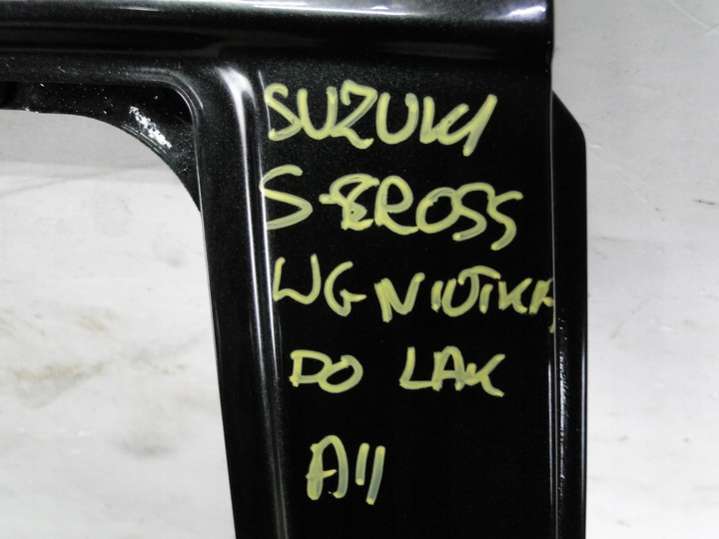 SUZUKI
S-CROSS
WGNIOTKA
DO LAK
A11